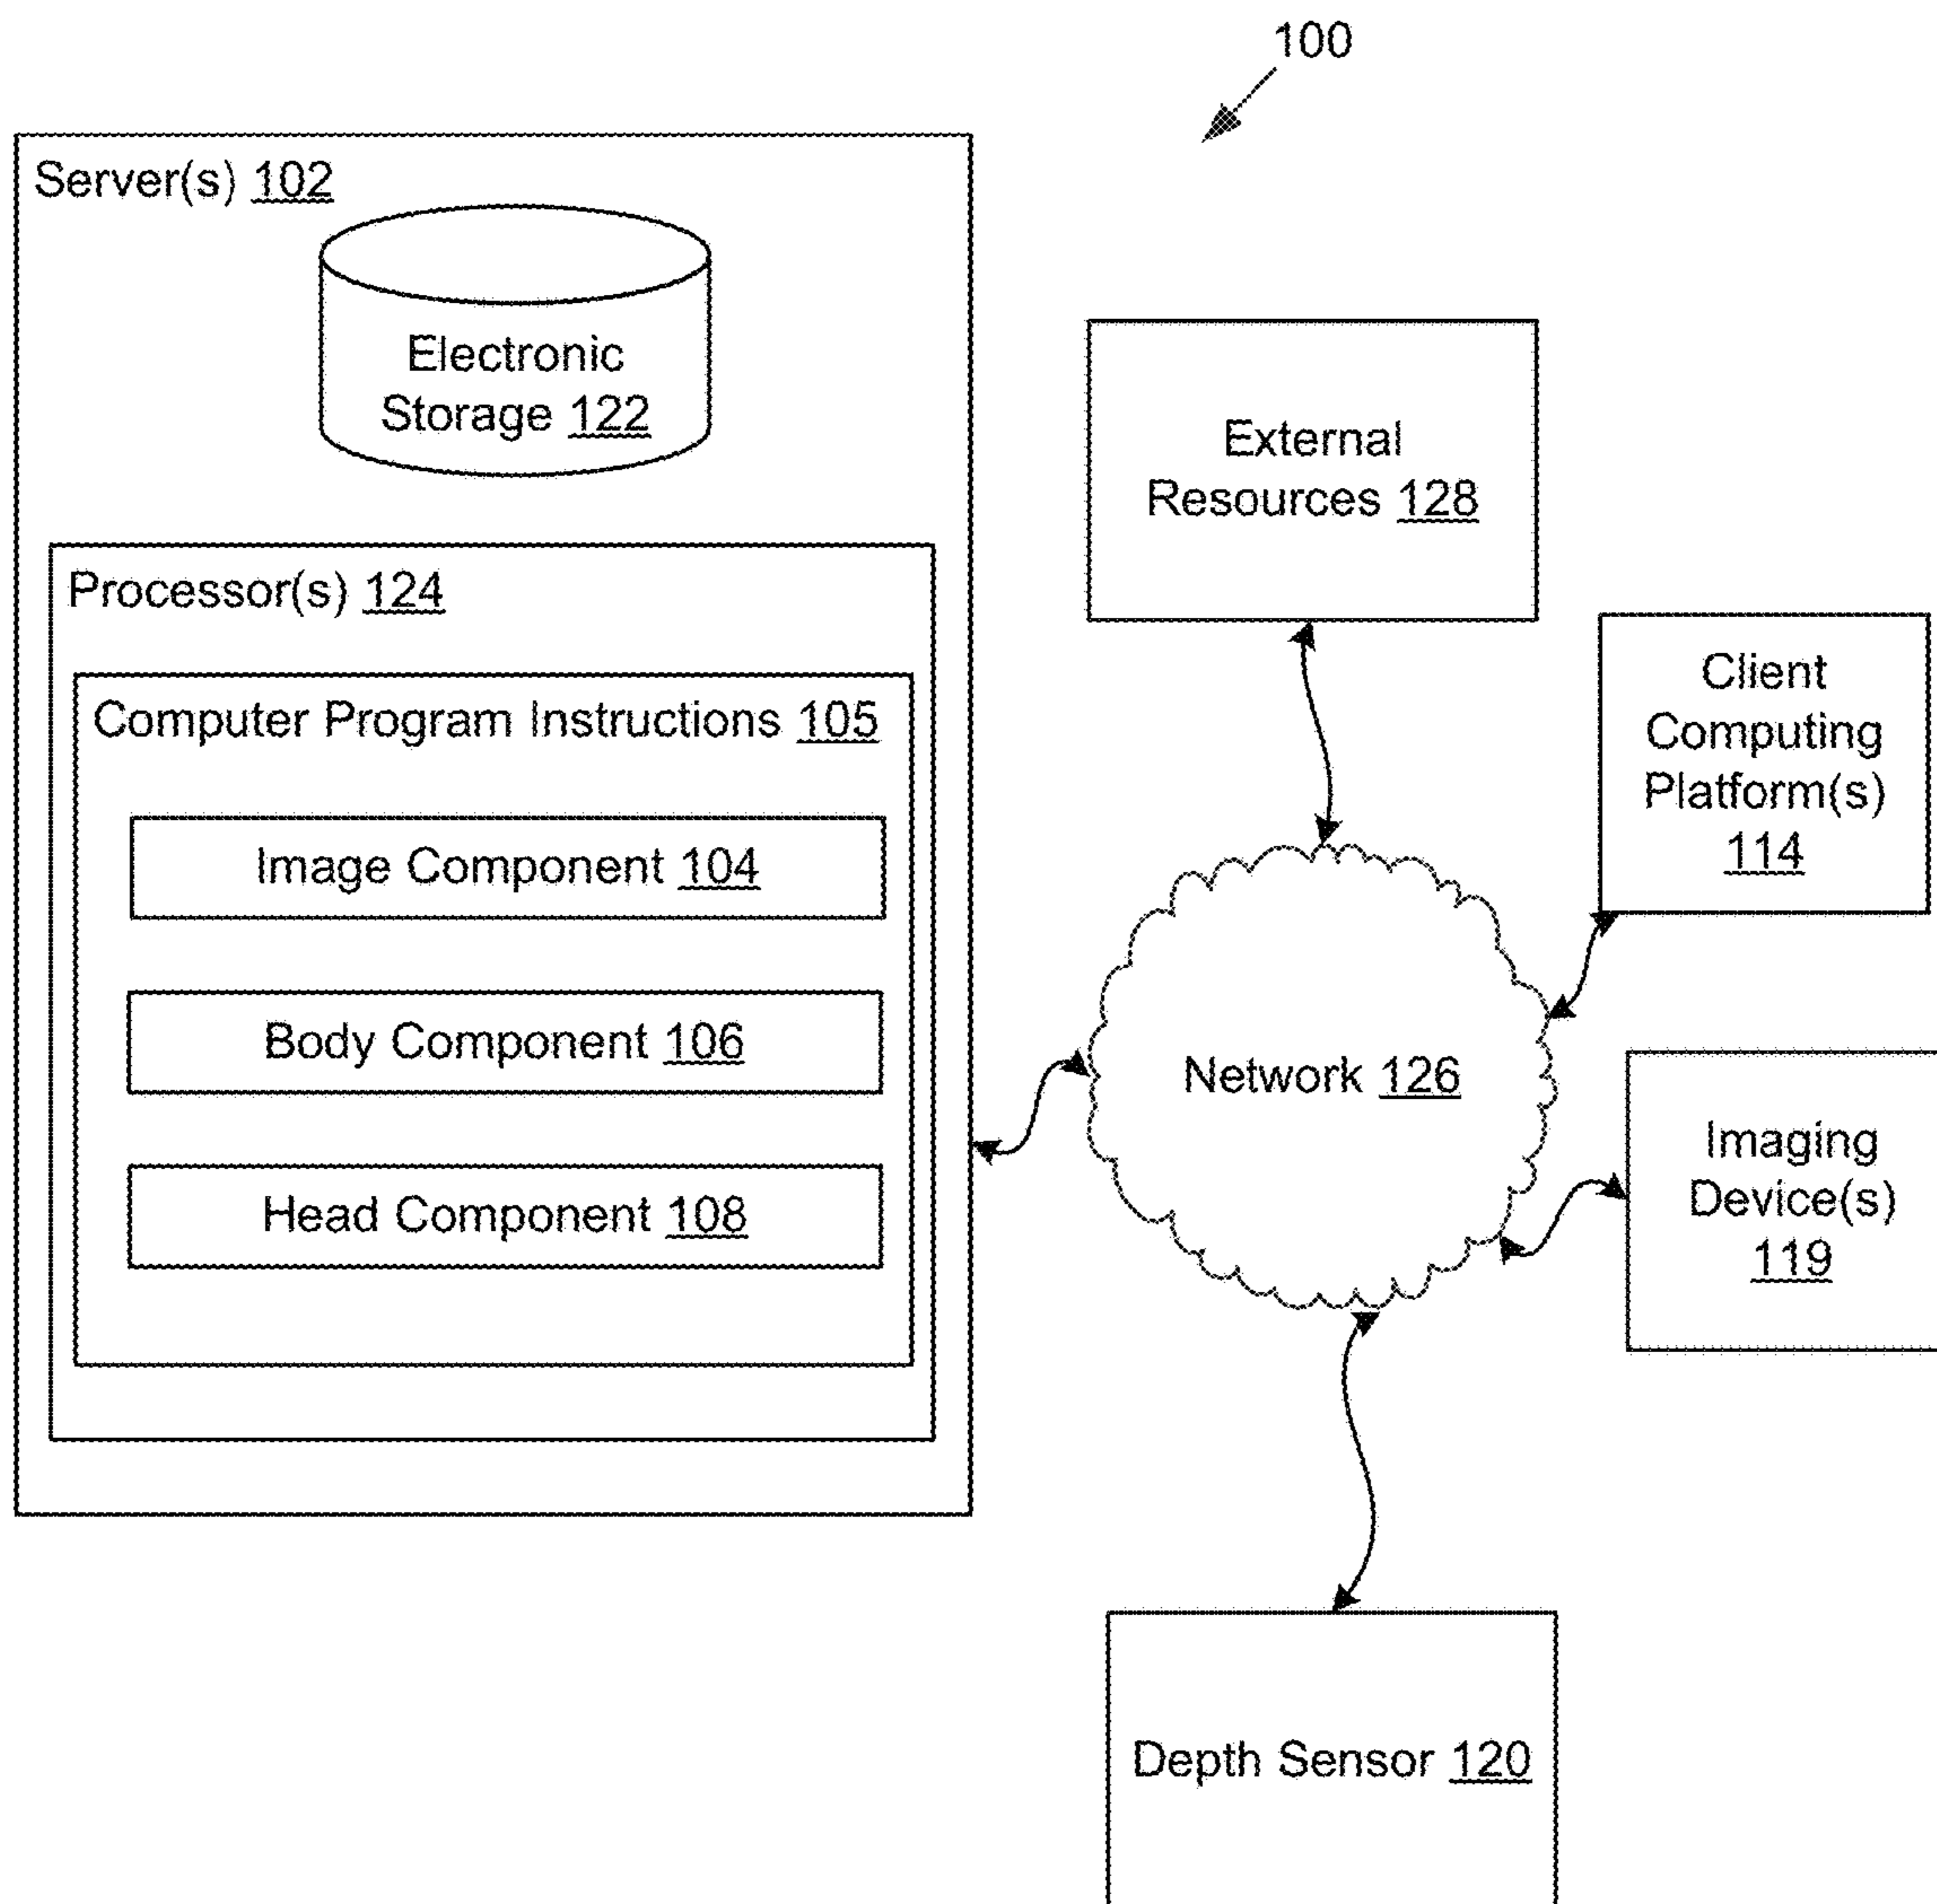 100
Server(s) 102
Electronic
Storage 122
Processor(s) 124
Computer Program Instructions 105
Image Component 104
Body Component 106
Head Component 108
External
Resources 128
Client
Computing
Platform(s)
114
Network 126
Imaging
Device(s)
119
Depth Sensor 120